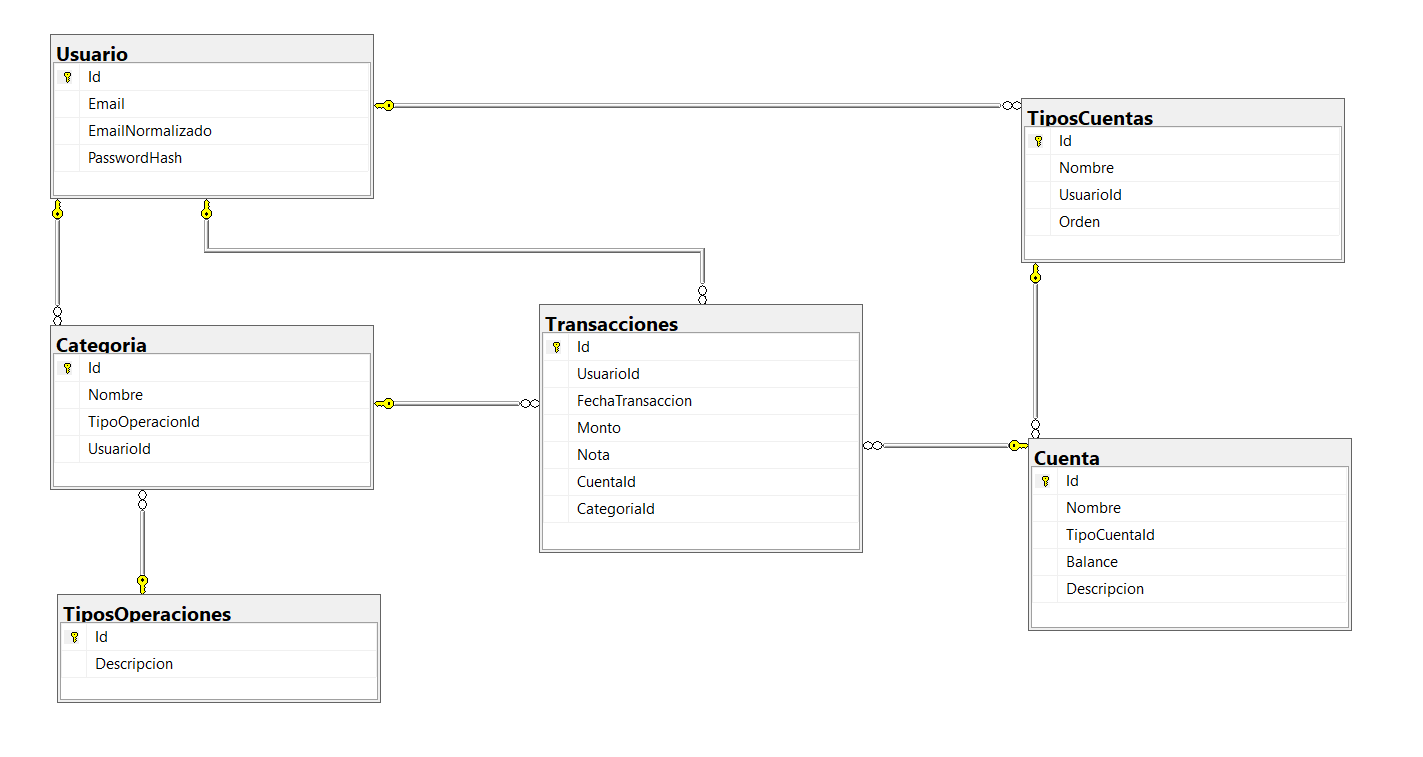 Usuario
Id
Email
EmailNormalizado
PasswordHash
TiposCuentas
Id
Nombre
UsuarioId
Orden
Categoria
Id
Nombre
TipoOperacionId
UsuarioId
Transacciones
Id
UsuarioId
FechaTransaccion
Monto
Nota
CuentaId
CategoriaId
Cuenta
Id
Nombre
TipoCuentaId
Balance
Descripcion
TiposOperaciones
Id
Descripcion